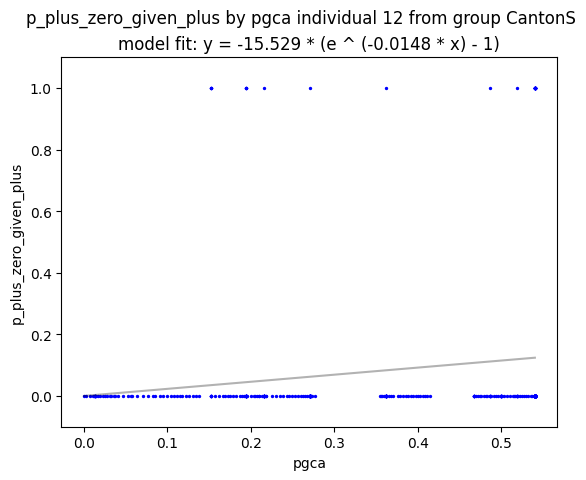 p_plus_zero_given_plus by pgca individual 12 from group CantonS
model fit: y = -15.529 * (e ^ (-0.0148 * x) - 1)
1.0
0.8
0.6
0.4
0.2
0.0
p_plus_zero_given_plus
0.0 0.1 0.2 0.3 0.4 0.5
pgca